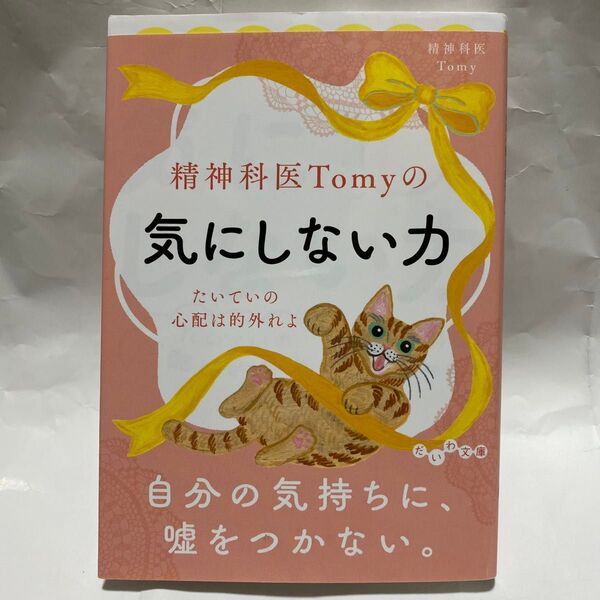 精神科医
Tomy
精神科医Tomyの
気にしない力
たいていの
心配は的外れよ
だいわ文庫
自分の気持ちに、
嘘をつかない。